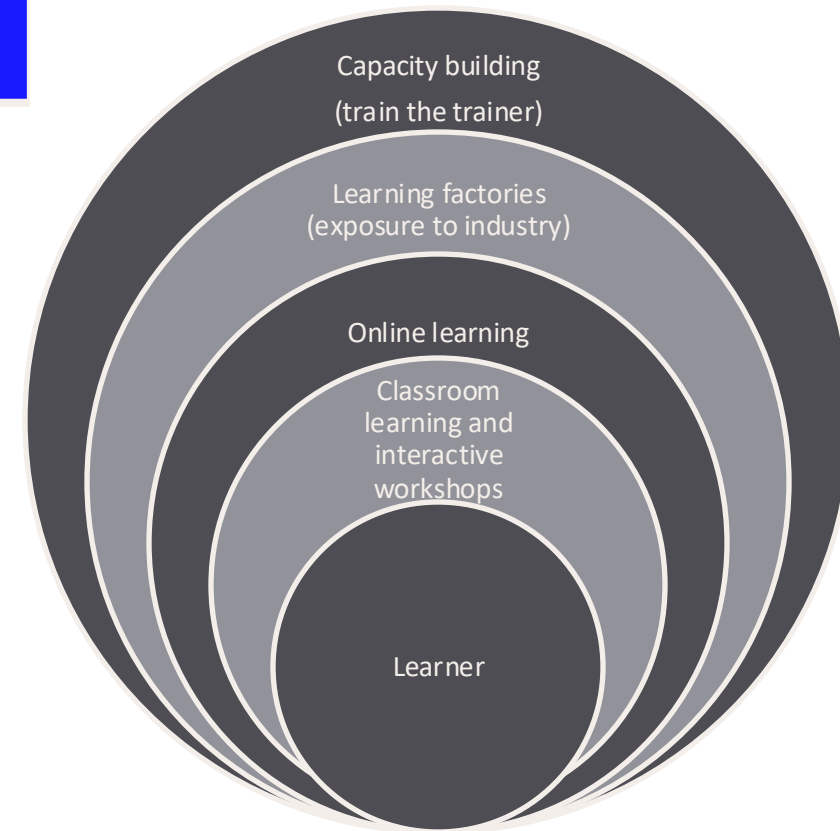 Capacity building
(train the trainer)
Learning factories
(exposure to industry)
Online learning
Classroom
learning and
interactive
workshops
Learner